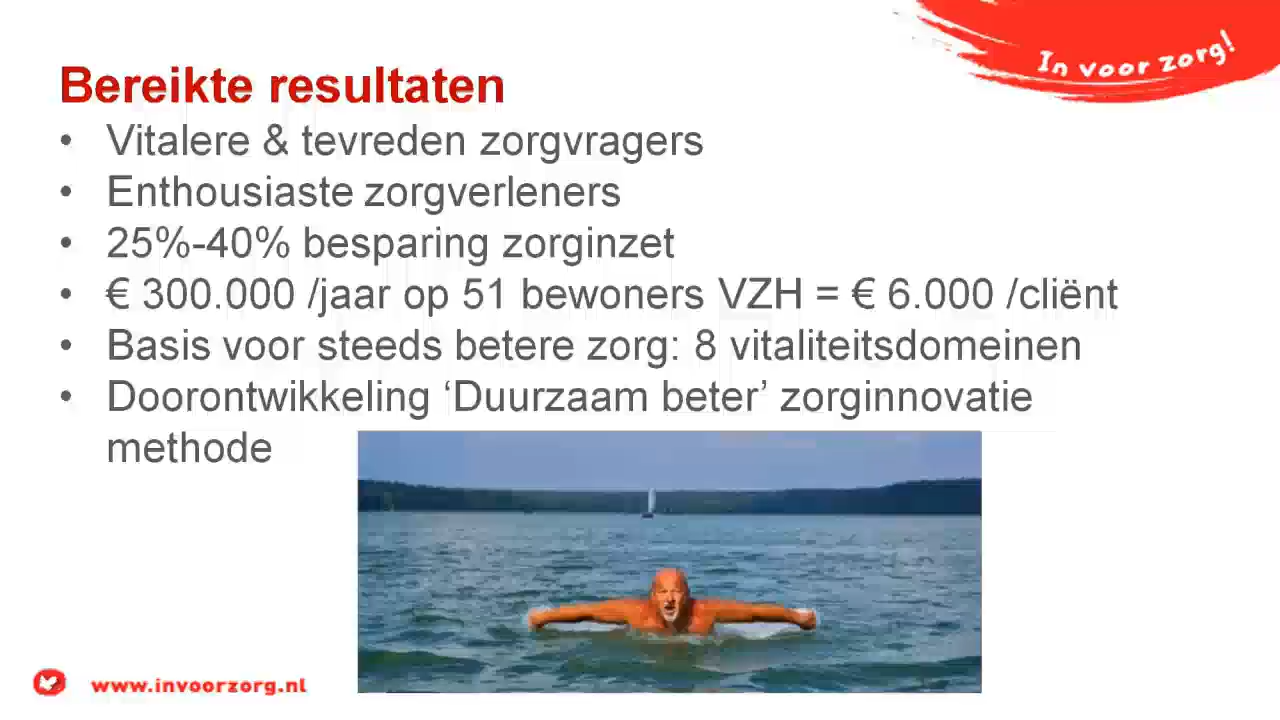 In voor zorg!
Bereikte resultaten
• Vitalere & tevreden zorgvragers
• Enthousiaste zorgverleners
• 25%-40% besparing zorginzet
• € 300.000 /jaar op 51 bewoners VZH = € 6.000 /cliënt
• Basis voor steeds betere zorg: 8 vitaliteitsdomeinen
• Doorontwikkeling ‘Duurzaam beter’ zorginnovatie
methode
www.invoorzorg.nl